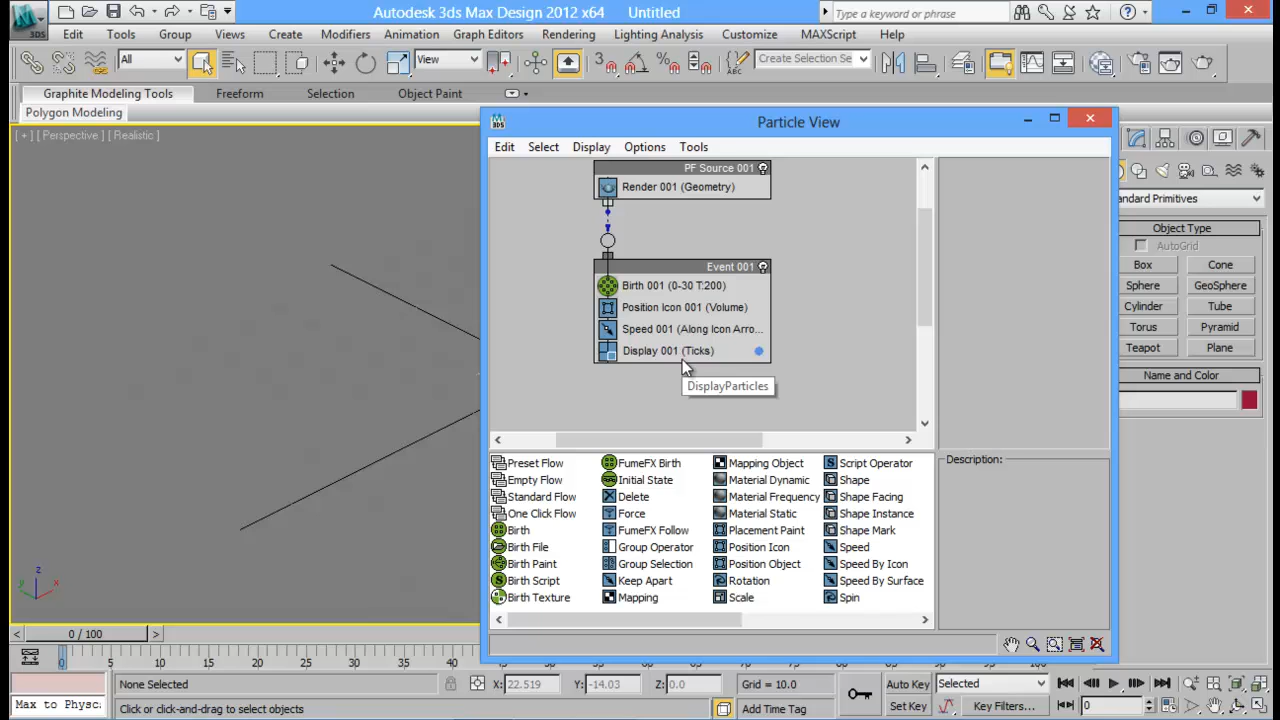 Autodesk 3ds Max Design 2012 x64 Untitled
Type a keyword or phrase
3DS
Edit Tools Group Views Create Modifiers Animation Graph Editors Rendering Lighting Analysis Customize MAXScript Help
All
View
Create Selection Se
Graphite Modeling Tools Freeform Selection Object Paint
Polygon Modeling
[ + ] [ Perspective ] [ Realistic ]
Particle View
Edit Select Display Options Tools
PF Source 001
Render 001 (Geometry)
Event 001
Birth 001 (0-30 T:200)
Position Icon 001 (Volume)
Speed 001 (Along Icon Arro...
Display 001 (Ticks)
DisplayParticles
Preset Flow
Empty Flow
Standard Flow
One Click Flow
Birth
Birth File
Birth Paint
Birth Script
Birth Texture
FumeFX Birth
Initial State
Delete
Force
FumeFX Follow
Group Operator
Group Selection
Keep Apart
Mapping
Mapping Object
Material Dynamic
Material Frequency
Material Static
Placement Paint
Position Icon
Position Object
Rotation
Scale
Script Operator
Shape
Shape Facing
Shape Instance
Shape Mark
Speed
Speed By Icon
Speed By Surface
Spin
Description:
andard Primitives
Object Type
AutoGrid
Box Cone
Sphere GeoSphere
Cylinder Tube
Torus Pyramid
Teapot Plane
Name and Color
z
y
x
0 / 100
0 5 10 15 20 25 30 35 40
Max to Physc
None Selected
X: 22.519 Y: -14.03 Z: 0.0
Grid = 10.0
Auto Key Selected
Click or click-and-drag to select objects
Add Time Tag
Set Key Key Filters...
0